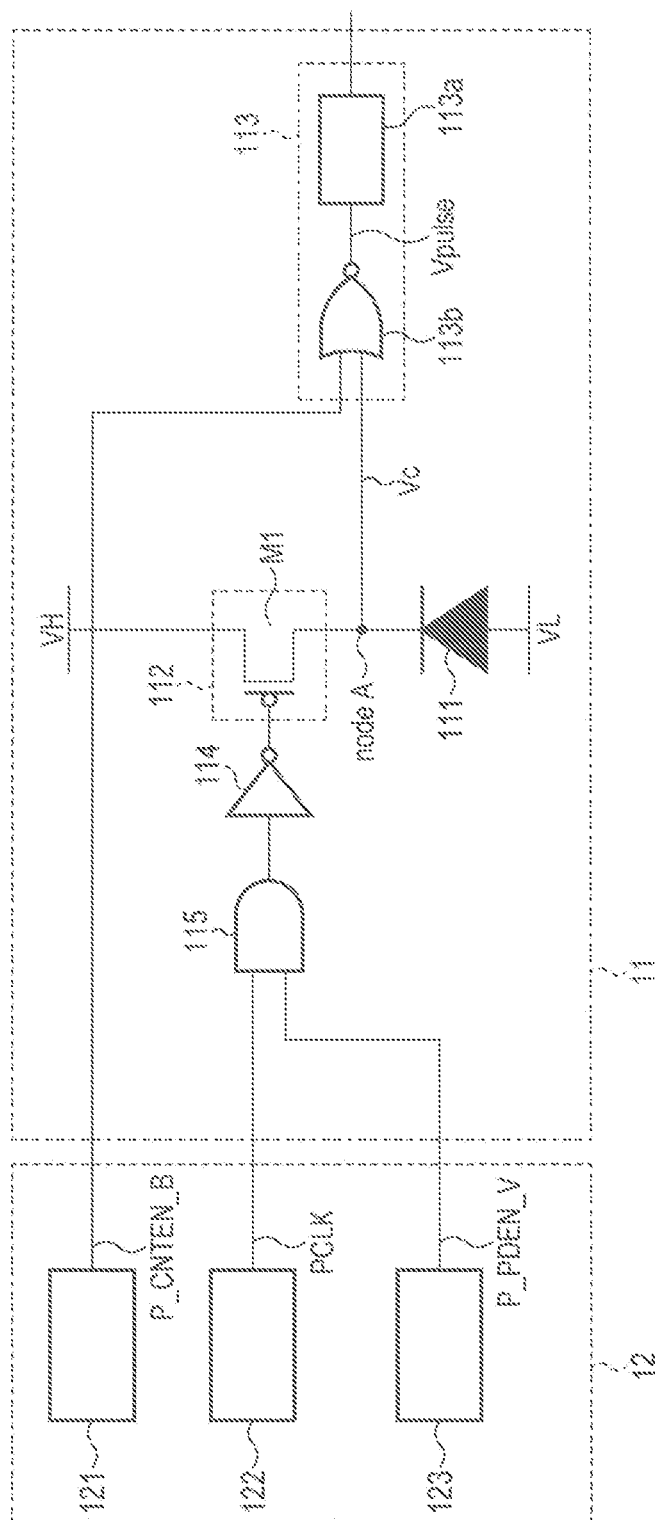 121
P_CNTEN_B
122
PCLK
123
P_PDEN_V
12
11
115
114
112
M1
VH
node A
111
VL
Vc
113
113b
Vpulse
113a